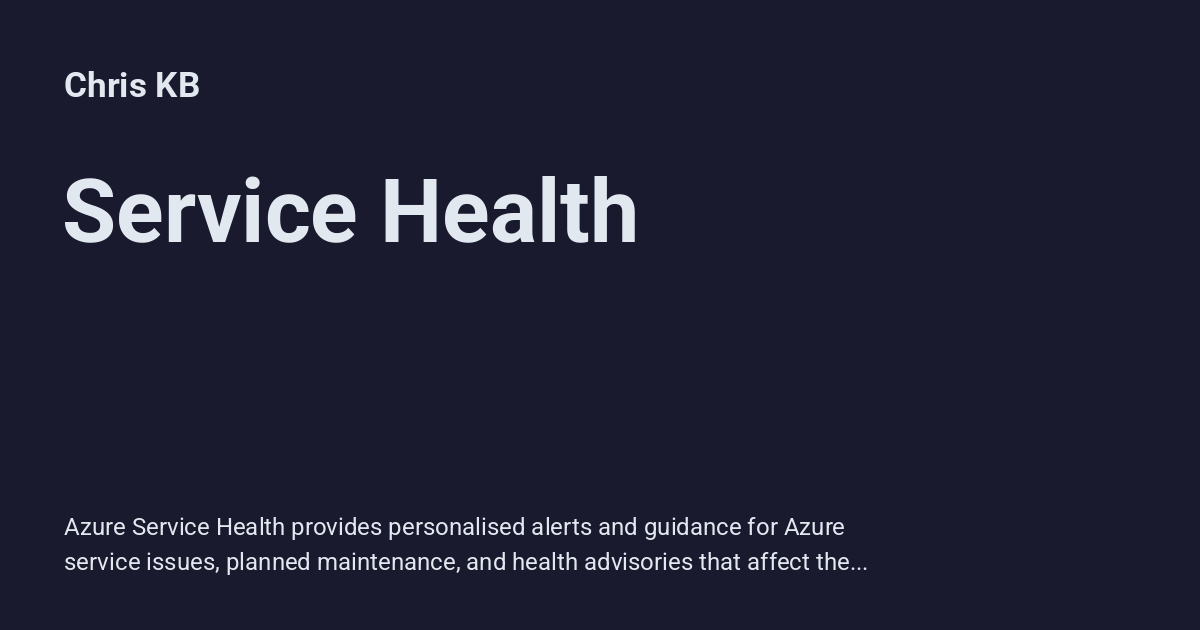 Chris KB
Service Health
Azure Service Health provides personalised alerts and guidance for Azure
service issues, planned maintenance, and health advisories that affect the...